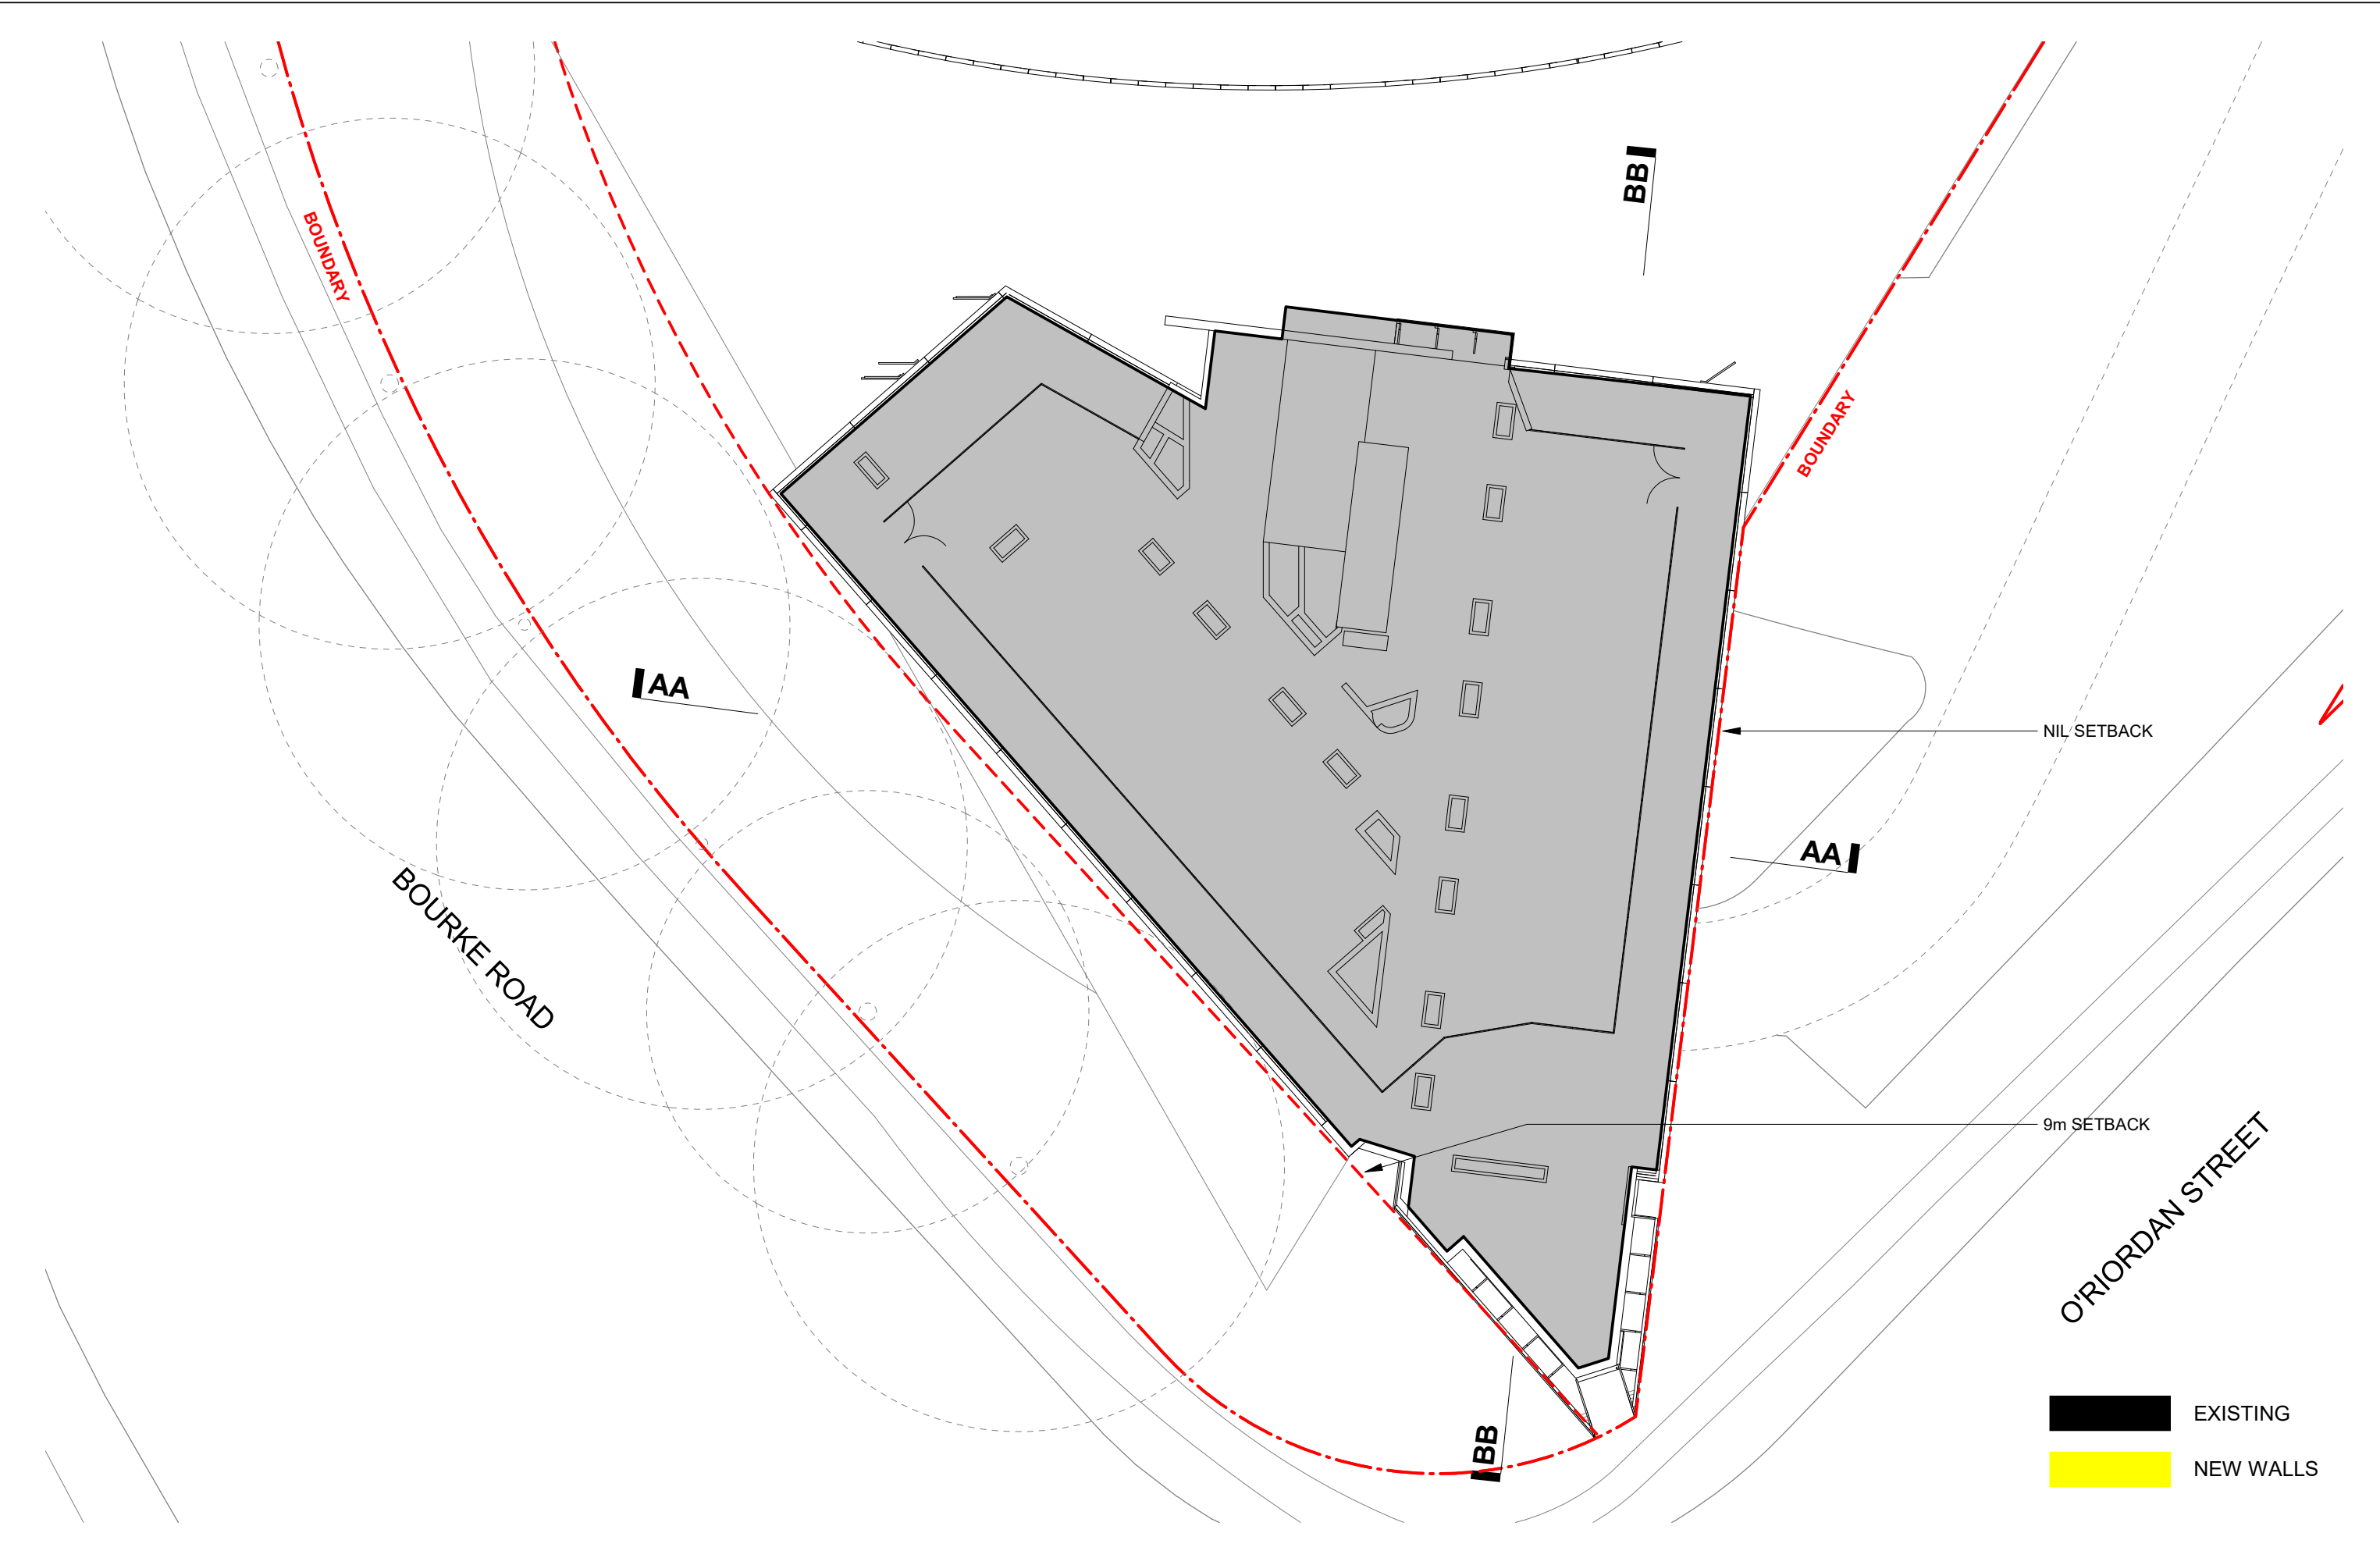 BB
BOUNDARY
BOUNDARY
AA
NIL SETBACK
AA
BOURKE ROAD
9m SETBACK
O'RIORDAN STREET
BB
EXISTING
NEW WALLS